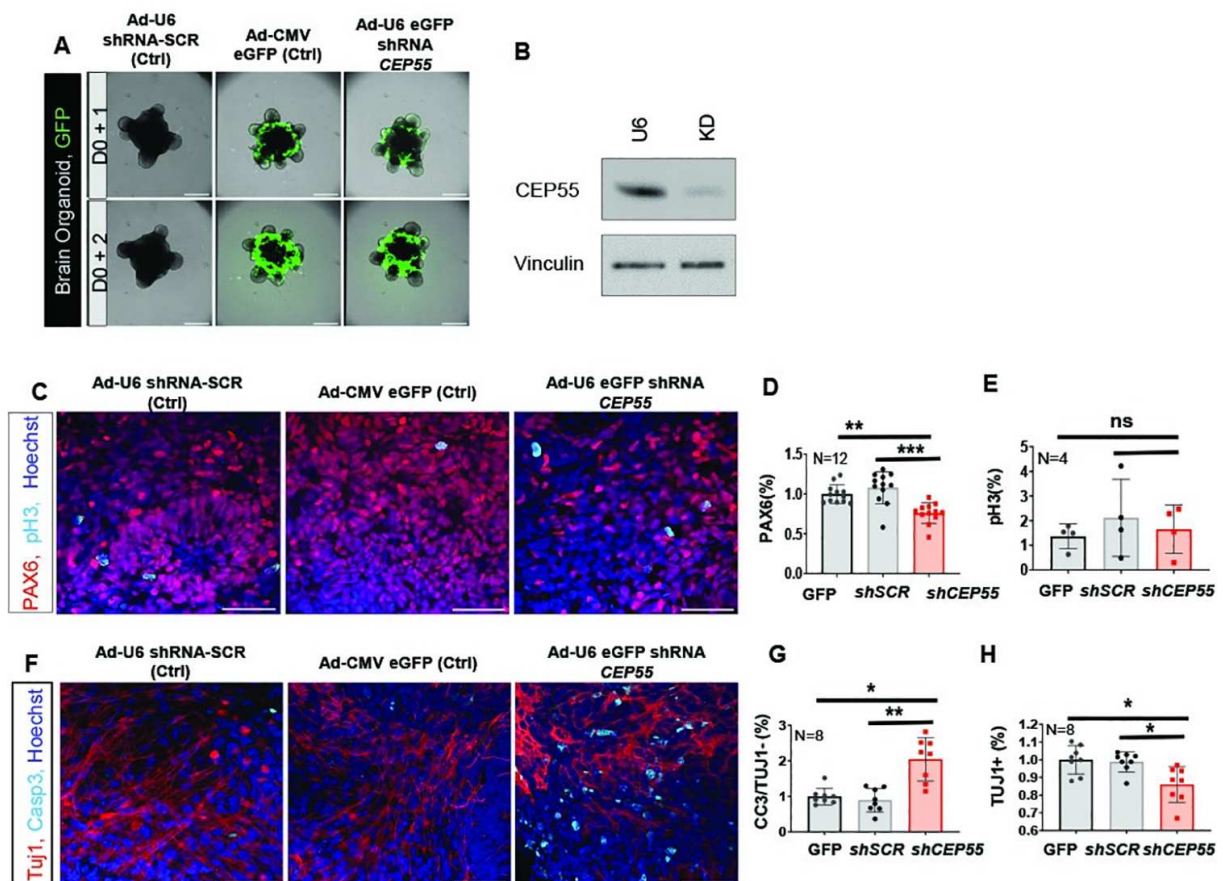 A
Ad-U6
shRNA-SCR
(Ctrl)
Ad-CMV
eGFP (Ctrl)
Ad-U6 eGFP
shRNA
CEP55
Brain Organoid, GFP
D0 + 1
D0 + 2
B
U6
KD
CEP55
Vinculin
C
Ad-U6 shRNA-SCR
(Ctrl)
Ad-CMV eGFP (Ctrl)
Ad-U6 eGFP shRNA
CEP55
PAX6, pH3, Hoechst
D
**
***
N=12
PAX6(%)
1.5
1.0
0.5
0.0
GFP
shSCR
shCEP55
E
ns
N=4
pH3(%)
5
4
3
2
1
0
GFP
shSCR
shCEP55
F
Ad-U6 shRNA-SCR
(Ctrl)
Ad-CMV eGFP (Ctrl)
Ad-U6 eGFP shRNA
CEP55
Tuj1, Casp3, Hoechst
G
*
**
N=8
CC3/TUJ1- (%)
3
2
1
0
GFP
shSCR
shCEP55
H
*
*
N=8
TUJ1+ (%)
1.2
1.1
1.0
0.9
0.8
0.7
0.6
GFP
shSCR
shCEP55